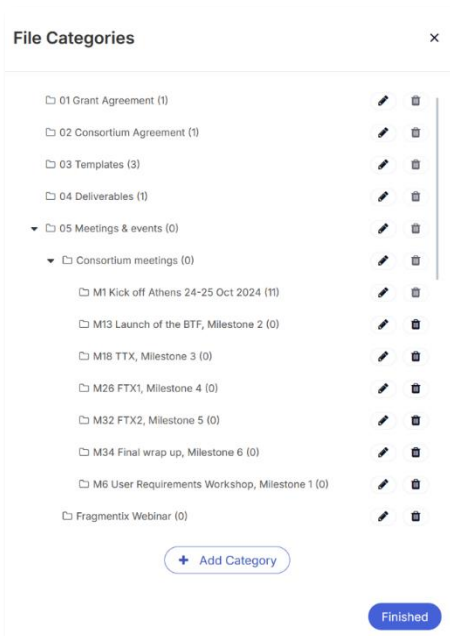 File Categories
01 Grant Agreement (1)
02 Consortium Agreement (1)
03 Templates (3)
04 Deliverables (1)
05 Meetings & events (0)
Consortium meetings (0)
M1 Kick off Athens 24-25 Oct 2024 (11)
M13 Launch of the BTF, Milestone 2 (0)
M18 TTX, Milestone 3 (0)
M26 FTX1, Milestone 4 (0)
M32 FTX2, Milestone 5 (0)
M34 Final wrap up, Milestone 6 (0)
M6 User Requirements Workshop, Milestone 1 (0)
Fragmentix Webinar (0)
+ Add Category
Finished